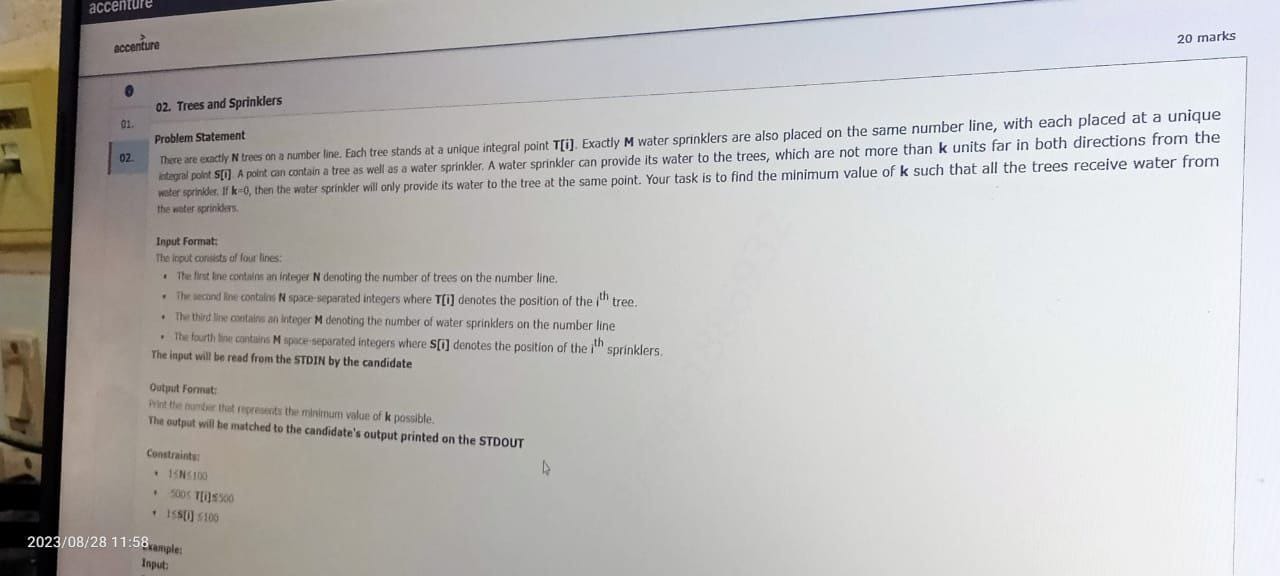 accenture
accenture
20 marks
02. Trees and Sprinklers
01.
02.
Problem Statement
There are exactly N trees on a number line. Each tree stands at a unique integral point T[i]. Exactly M water sprinklers are also placed on the same number line, with each placed at a unique
integral point S[i]. A point can contain a tree as well as a water sprinkler. A water sprinkler can provide its water to the trees, which are not more than k units far in both directions from the
water sprinkler. If k=0, then the water sprinkler will only provide its water to the tree at the same point. Your task is to find the minimum value of k such that all the trees receive water from
the water sprinklers.
Input Format:
The input consists of four lines:
• The first line contains an integer N denoting the number of trees on the number line.
• The second line contains N space-separated integers where T[i] denotes the position of the ith tree.
• The third line contains an integer M denoting the number of water sprinklers on the number line
• The fourth line contains M space-separated integers where S[i] denotes the position of the ith sprinklers.
The input will be read from the STDIN by the candidate
Output Format:
Print the number that represents the minimum value of k possible.
The output will be matched to the candidate's output printed on the STDOUT
Constraints:
• 1≤N≤100
• 500≤ T[i]≤500
• 1≤S[i] ≤100
Example:
Input:
2023/08/28 11:58